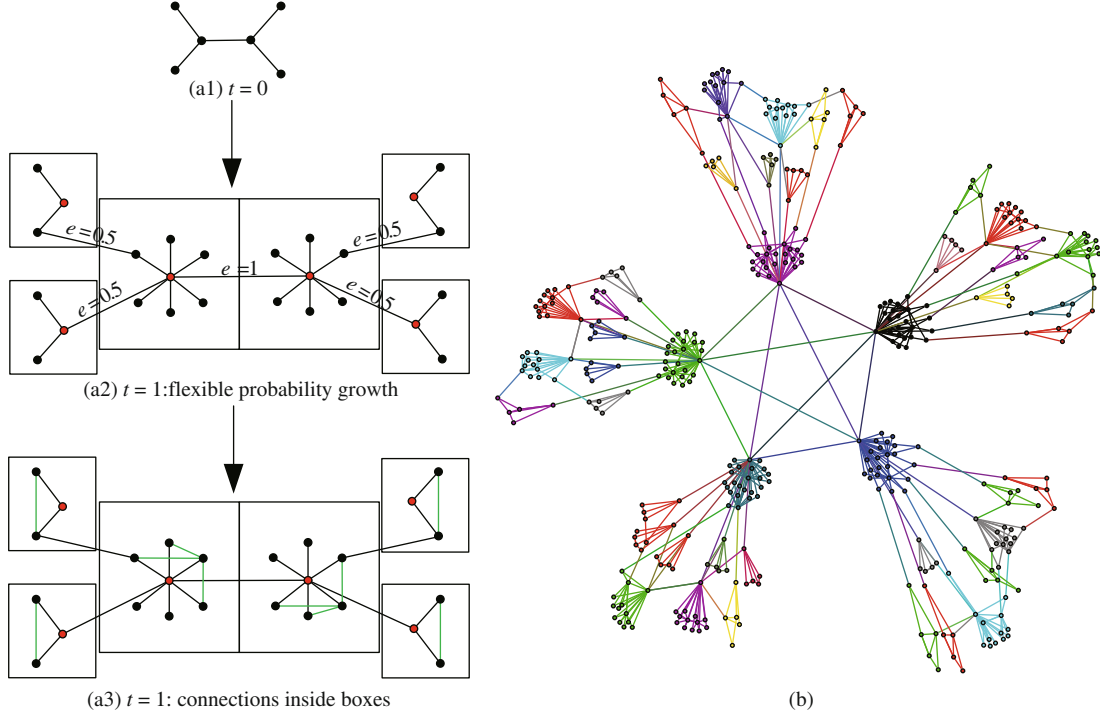 (a1) t = 0
e = 0.5
e = 0.5
e = 1
e = 0.5
e = 0.5
(a2) t = 1:flexible probability growth
(a3) t = 1: connections inside boxes
(b)